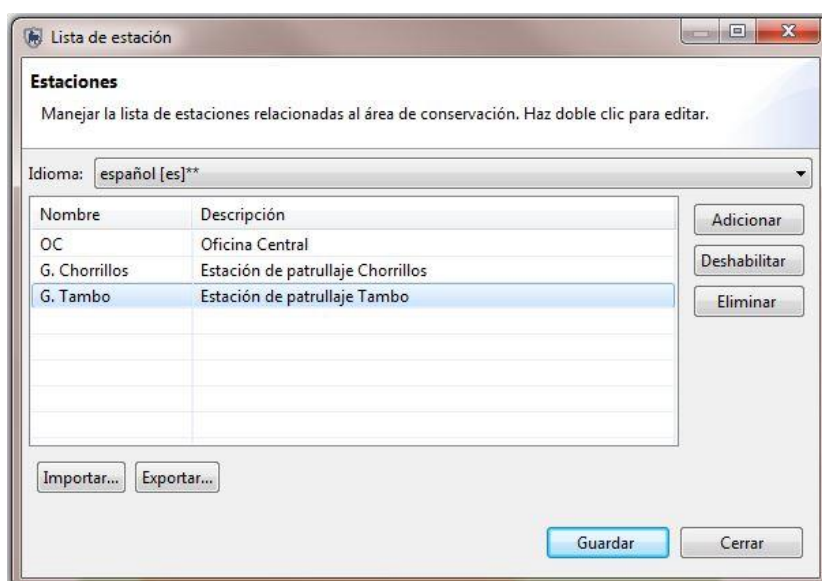 Lista de estación
Estaciones
Manejar la lista de estaciones relacionadas al área de conservación. Haz doble clic para editar.
Idioma: español [es]**
Nombre Descripción
OC Oficina Central
G. Chorrillos Estación de patrullaje Chorrillos
G. Tambo Estación de patrullaje Tambo
Adicionar
Deshabilitar
Eliminar
Importar... Exportar...
Guardar Cerrar